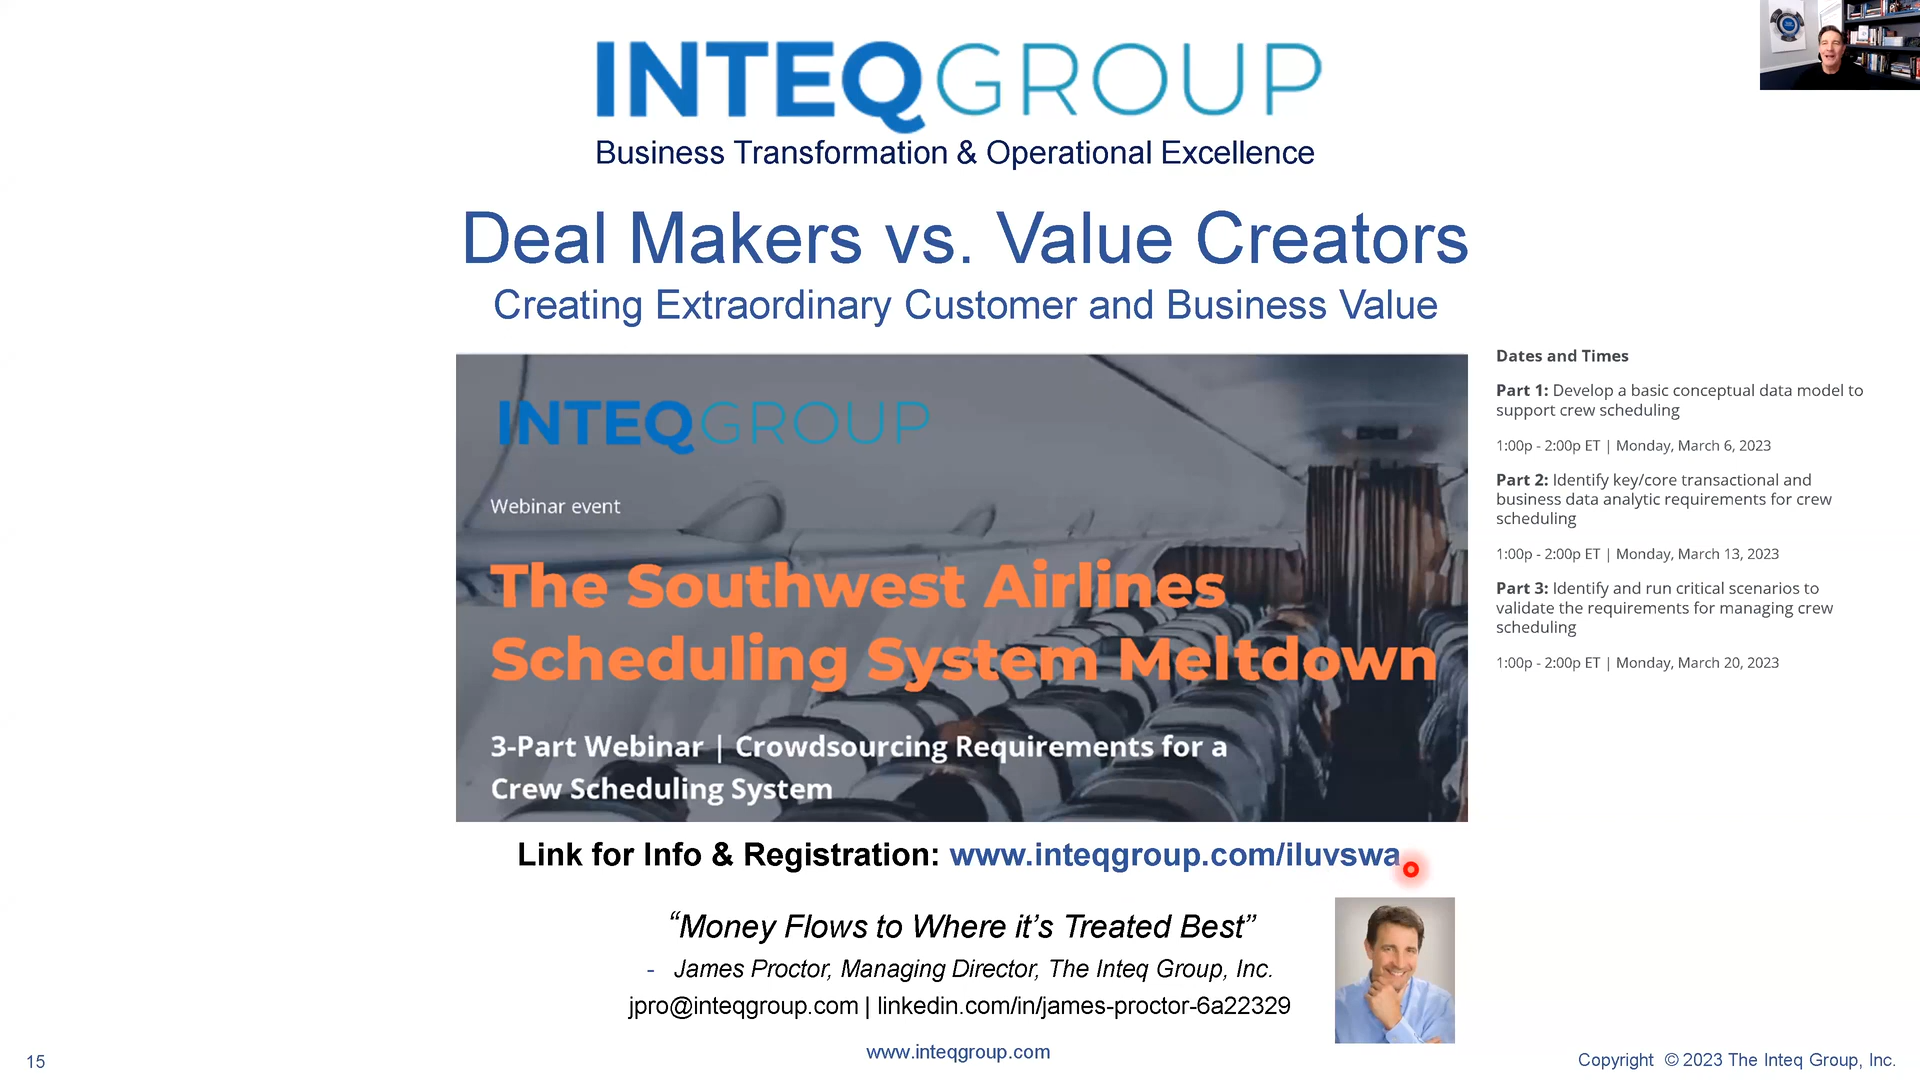 INTEQGROUP
Business Transformation & Operational Excellence
Deal Makers vs. Value Creators
Creating Extraordinary Customer and Business Value
INTEQGROUP
Webinar event
The Southwest Airlines
Scheduling System Meltdown
3-Part Webinar | Crowdsourcing Requirements for a
Crew Scheduling System
Dates and Times
Part 1: Develop a basic conceptual data model to
support crew scheduling
1:00p - 2:00p ET | Monday, March 6, 2023
Part 2: Identify key/core transactional and
business data analytic requirements for crew
scheduling
1:00p - 2:00p ET | Monday, March 13, 2023
Part 3: Identify and run critical scenarios to
validate the requirements for managing crew
scheduling
1:00p - 2:00p ET | Monday, March 20, 2023
Link for Info & Registration: www.inteqgroup.com/iluvswa
“Money Flows to Where it’s Treated Best”
- James Proctor, Managing Director, The Inteq Group, Inc.
jpro@inteqgroup.com | linkedin.com/in/james-proctor-6a22329
www.inteqgroup.com
15
Copyright © 2023 The Inteq Group, Inc.